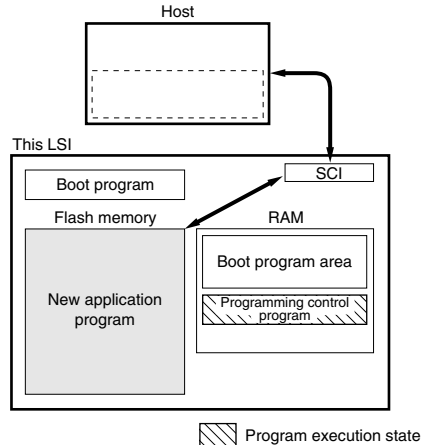 Host
This LSI
SCI
Boot program
Flash memory
RAM
Boot program area
New application
program
Programming control
program
Program execution state